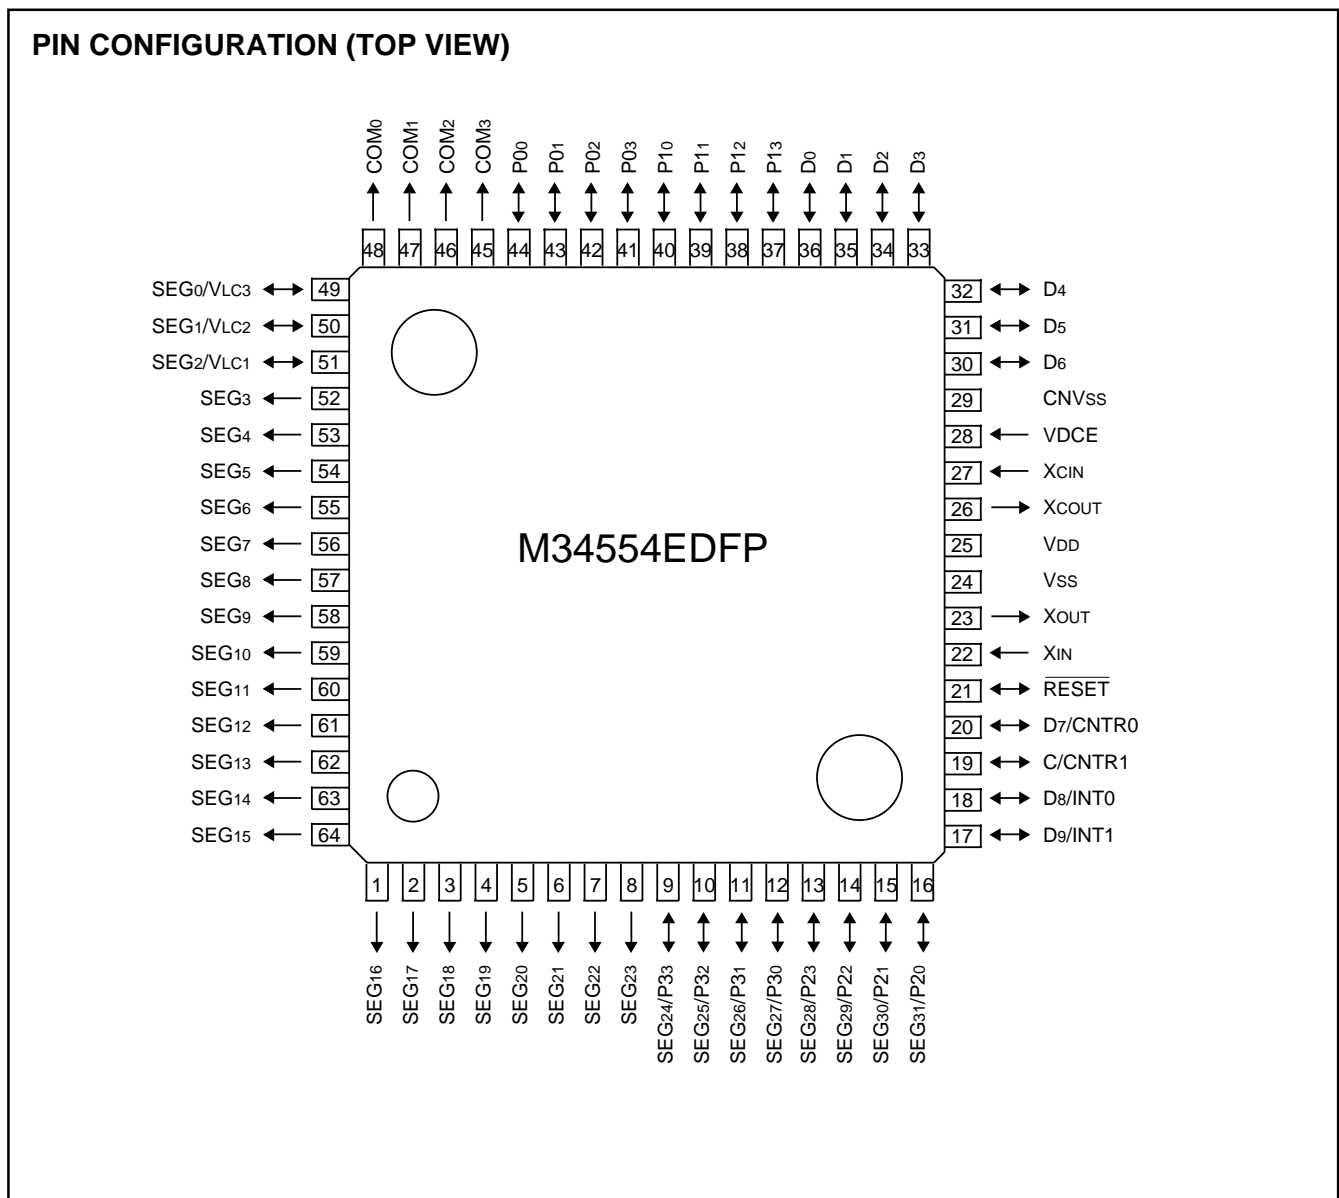 PIN CONFIGURATION (TOP VIEW)
COM0
COM1
COM2
COM3
P00
P01
P02
P03
P10
P11
P12
P13
D0
D1
D2
D3
48 47 46 45 44 43 42 41 40 39 38 37 36 35 34 33
SEG0/VLC3 49
SEG1/VLC2 50
SEG2/VLC1 51
SEG3 52
SEG4 53
SEG5 54
SEG6 55
SEG7 56
SEG8 57
SEG9 58
SEG10 59
SEG11 60
SEG12 61
SEG13 62
SEG14 63
SEG15 64
M34554EDFP
32 D4
31 D5
30 D6
29 CNVSS
28 VDCE
27 XCIN
26 XCOUT
25 VDD
24 VSS
23 XOUT
22 XIN
21 RESET
20 D7/CNTR0
19 C/CNTR1
18 D8/INT0
17 D9/INT1
1 2 3 4 5 6 7 8 9 10 11 12 13 14 15 16
SEG16
SEG17
SEG18
SEG19
SEG20
SEG21
SEG22
SEG23
SEG24/P33
SEG25/P32
SEG26/P31
SEG27/P30
SEG28/P23
SEG29/P22
SEG30/P21
SEG31/P20